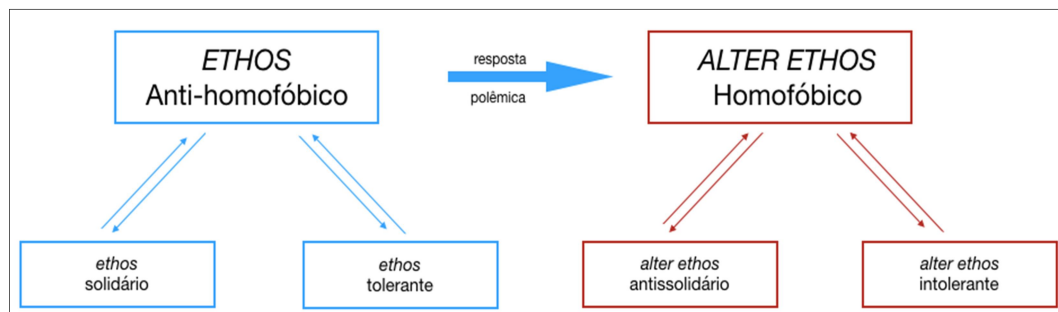 ETHOS
Anti-homofóbico
resposta
polêmica
ALTER ETHOS
Homofóbico
ethos
solidário
ethos
tolerante
alter ethos
antissolidário
alter ethos
intolerante